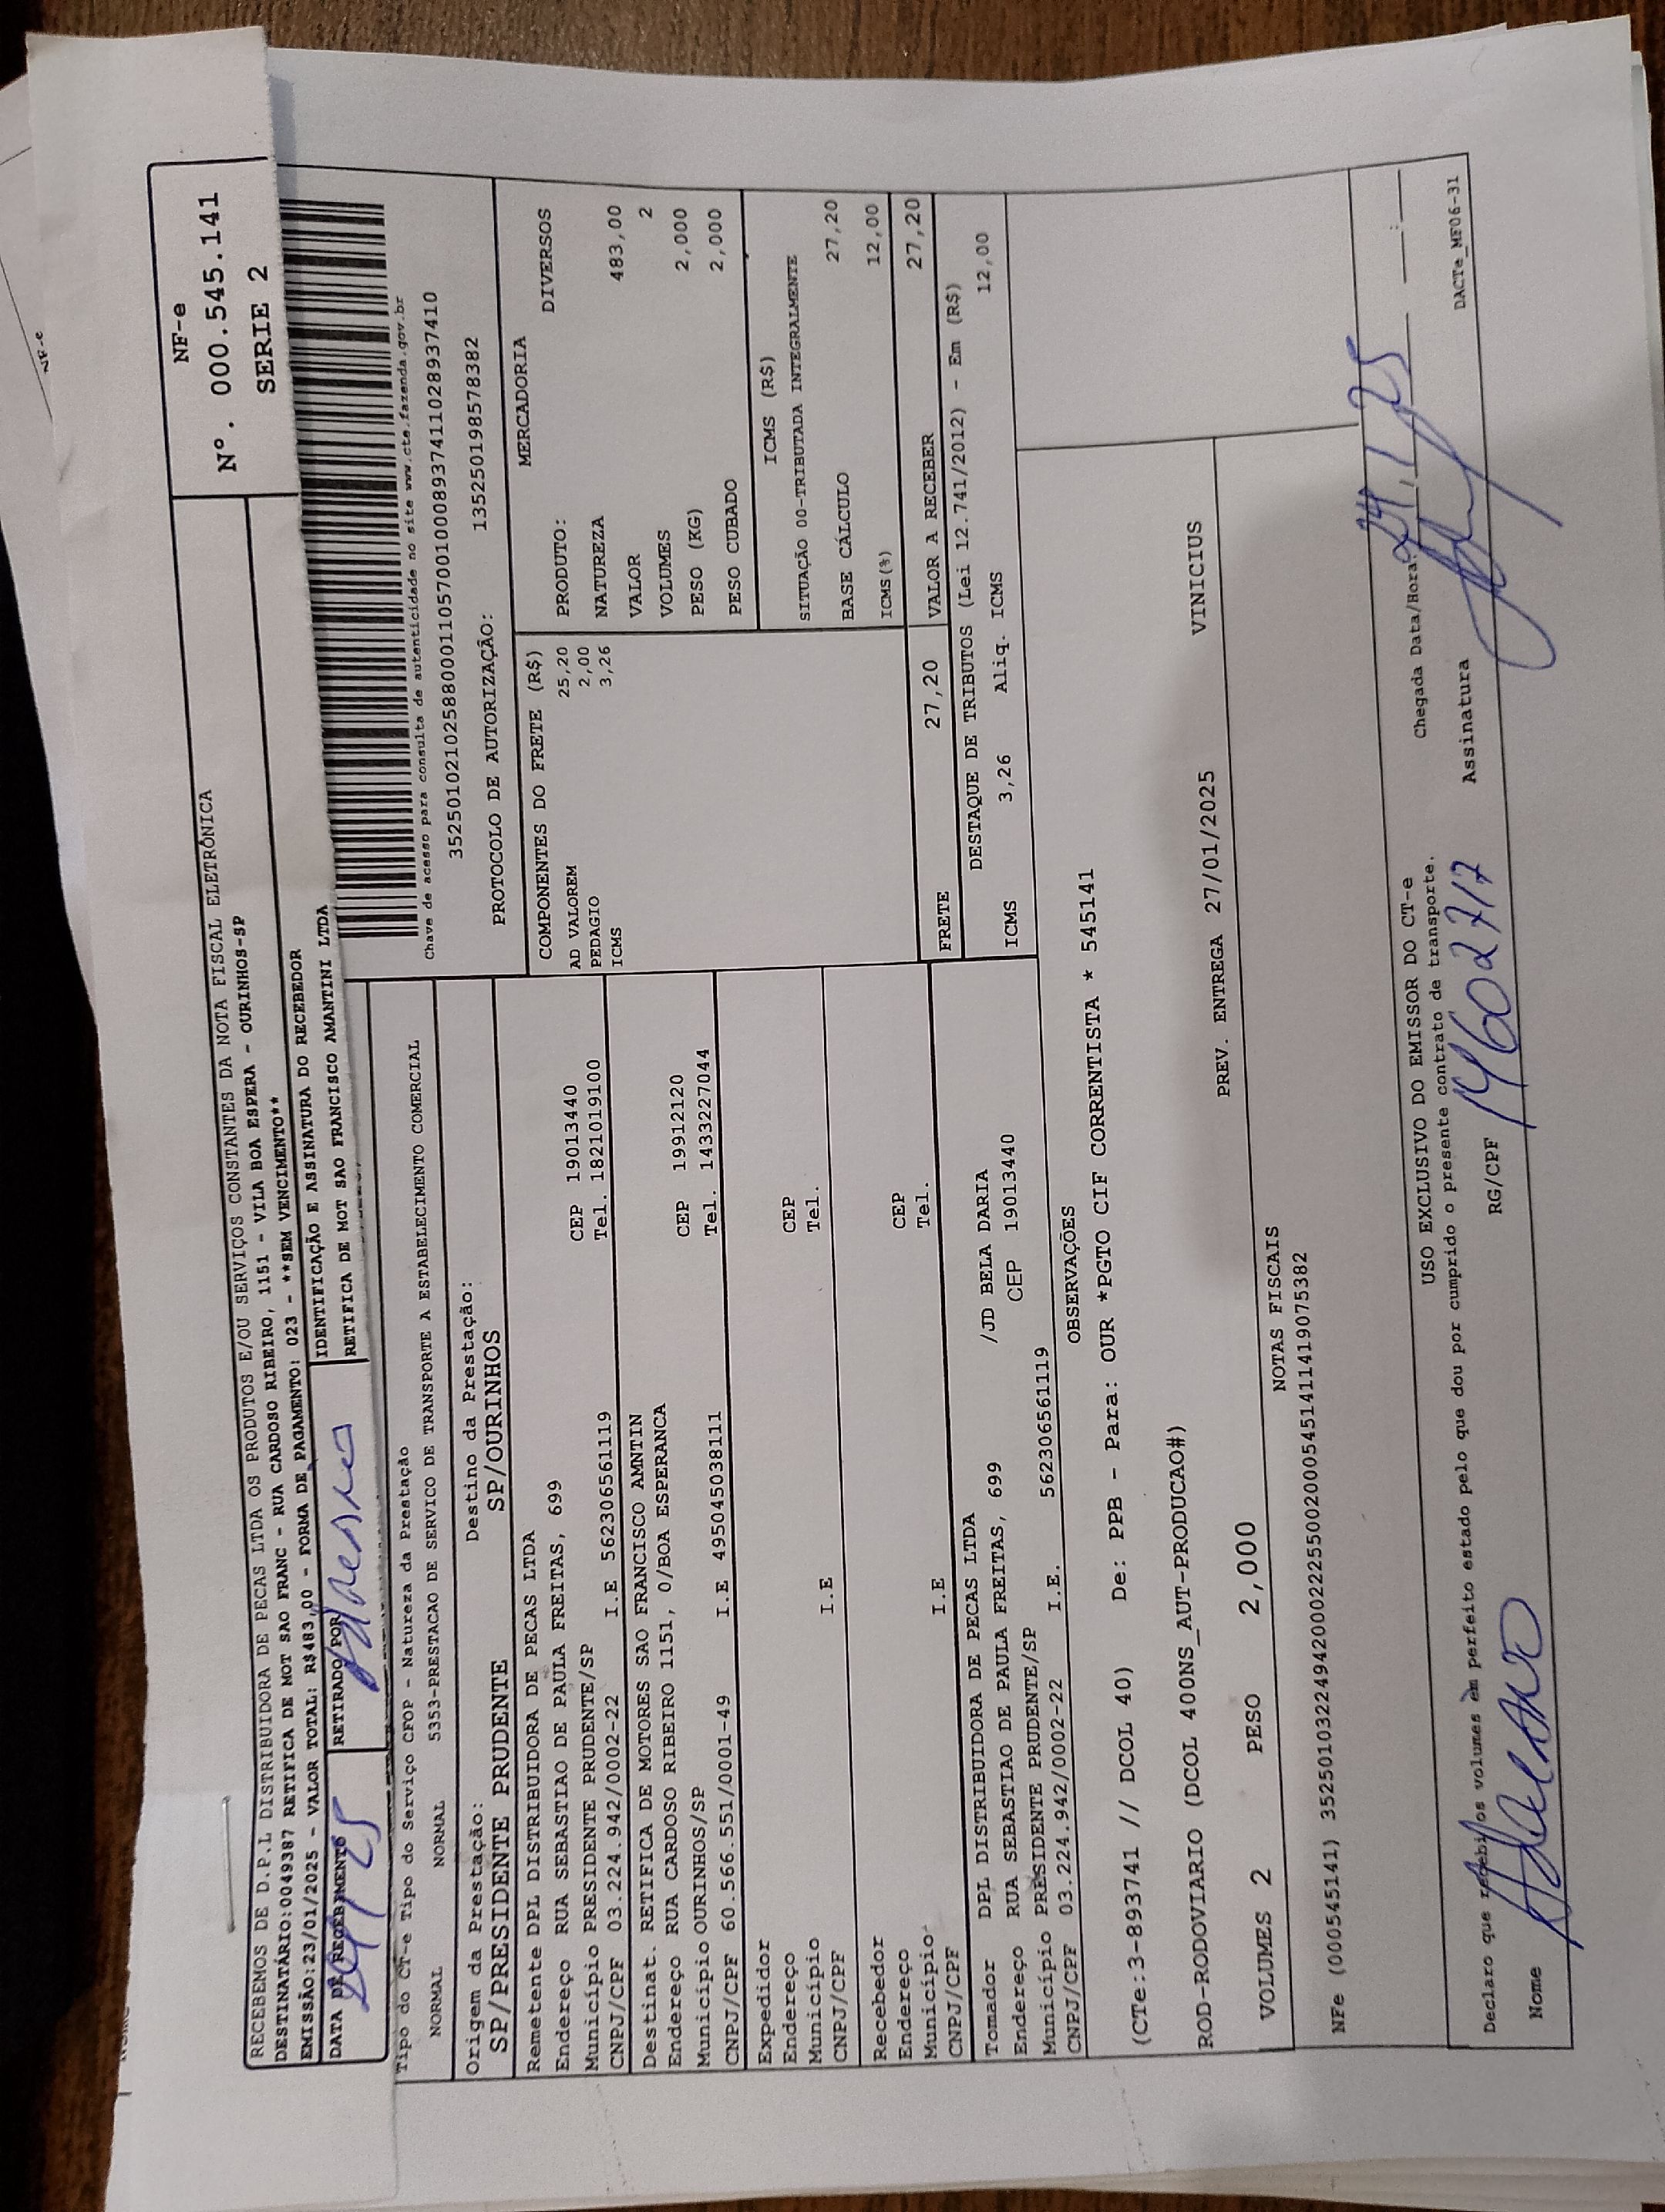 NF-e
RECEBEMOS DE D.P.L DISTRIBUIDORA DE PECAS LTDA OS PRODUTOS E/OU SERVIÇOS CONSTANTES DA NOTA FISCAL ELETRÔNICA
DESTINATÁRIO:0049387 RETIFICA DE MOT SAO FRANC - RUA CARDOSO RIBEIRO, 1151 - VILA BOA ESPERA - OURINHOS-SP
EMISSÃO:23/01/2025 - VALOR TOTAL: R$483,00 - FORMA DE PAGAMENTO: 023 - **SEM VENCIMENTO**
NF-e
Nº. 000.545.141
SERIE 2
DATA DE RECEBIMENTO
RETIRADO POR
IDENTIFICAÇÃO E ASSINATURA DO RECEBEDOR
RETIFICA DE MOT SAO FRANCISCO AMANTINI LTDA
Tipo do CT-e Tipo do Serviço CFOP - Natureza da Prestação
NORMAL NORMAL 5353-PRESTACAO DE SERVICO DE TRANSPORTE A ESTABELECIMENTO COMERCIAL
Chave de acesso para consulta de autenticidade no site www.cte.fazenda.gov.br
35250102102588000110570010008937411028937410
PROTOCOLO DE AUTORIZAÇÃO: 135250198578382
Origem da Prestação: Destino da Prestação:
SP/PRESIDENTE PRUDENTE SP/OURINHOS
Remetente DPL DISTRIBUIDORA DE PECAS LTDA
Endereço RUA SEBASTIAO DE PAULA FREITAS, 699 CEP 19013440
Município PRESIDENTE PRUDENTE/SP Tel. 1821019100
CNPJ/CPF 03.224.942/0002-22 I.E 562306561119
Destinat. RETIFICA DE MOTORES SAO FRANCISCO AMNTIN
Endereço RUA CARDOSO RIBEIRO 1151, 0/BOA ESPERANCA CEP 19912120
Município OURINHOS/SP Tel. 1433227044
CNPJ/CPF 60.566.551/0001-49 I.E 495045038111
Expedidor
Endereço CEP
Município Tel.
CNPJ/CPF I.E
Recebedor
Endereço CEP
Município Tel.
CNPJ/CPF I.E
Tomador DPL DISTRIBUIDORA DE PECAS LTDA
Endereço RUA SEBASTIAO DE PAULA FREITAS, 699 /JD BELA DARIA
Município PRESIDENTE PRUDENTE/SP CEP 19013440
CNPJ/CPF 03.224.942/0002-22 I.E. 562306561119
COMPONENTES DO FRETE (R$)
AD VALOREM 25,20
PEDAGIO 2,00
ICMS 3,26
MERCADORIA
PRODUTO: DIVERSOS
NATUREZA
VALOR 483,00
VOLUMES 2
PESO (KG) 2,000
PESO CUBADO 2,000
ICMS (R$)
SITUAÇÃO 00-TRIBUTADA INTEGRALMENTE
BASE CÁLCULO 27,20
ICMS(%) 12,00
FRETE 27,20 VALOR A RECEBER 27,20
DESTAQUE DE TRIBUTOS (Lei 12.741/2012) - Em (R$)
ICMS 3,26 Aliq. ICMS 12,00
OBSERVAÇÕES
(CTe:3-893741 // DCOL 40) De: PPB - Para: OUR *PGTO CIF CORRENTISTA * 545141
ROD-RODOVIARIO (DCOL 400NS_AUT-PRODUCAO#)
PREV. ENTREGA 27/01/2025 VINICIUS
VOLUMES 2 PESO 2,000
NOTAS FISCAIS
NFe (000545141) 35250103224942000222550020005451411419075382
USO EXCLUSIVO DO EMISSOR DO CT-e
Declaro que recebi os volumes em perfeito estado pelo que dou por cumprido o presente contrato de transporte.
Chegada Data/Hora 24/1/25 __:__
Nome RG/CPF 14602717 Assinatura
DACTe_MF06-31